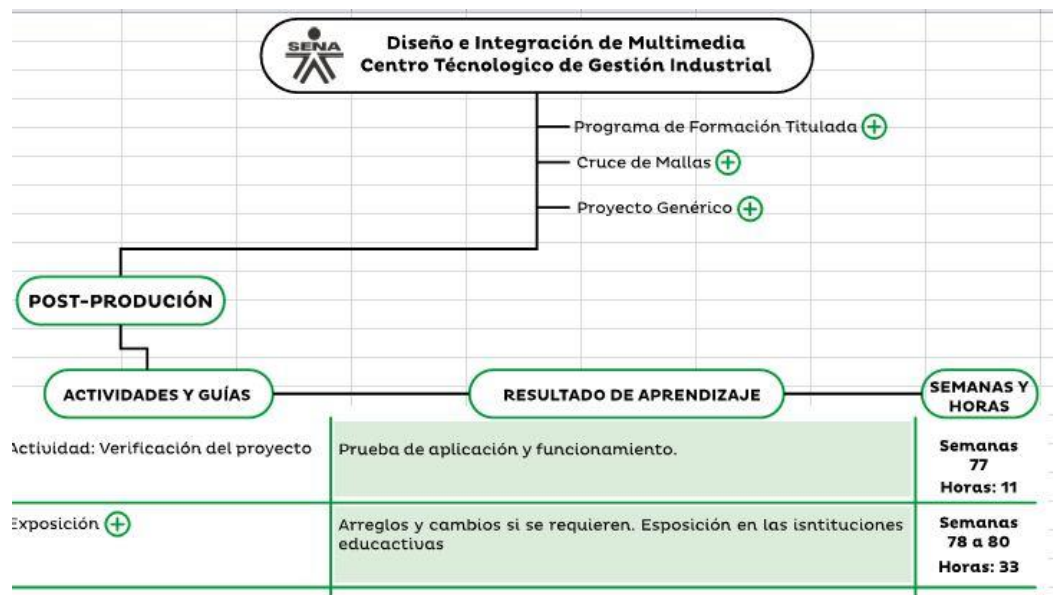 SENA
Diseño e Integración de Multimedia
Centro Técnologico de Gestión Industrial
Programa de Formación Titulada
Cruce de Mallas
Proyecto Genérico
POST-PRODUCIÓN
ACTIVIDADES Y GUÍAS
RESULTADO DE APRENDIZAJE
SEMANAS Y
HORAS
Actividad: Verificación del proyecto
Prueba de aplicación y funcionamiento.
Semanas
77
Horas: 11
Exposición
Arreglos y cambios si se requieren. Esposición en las isntituciones
educactivas
Semanas
78 a 80
Horas: 33